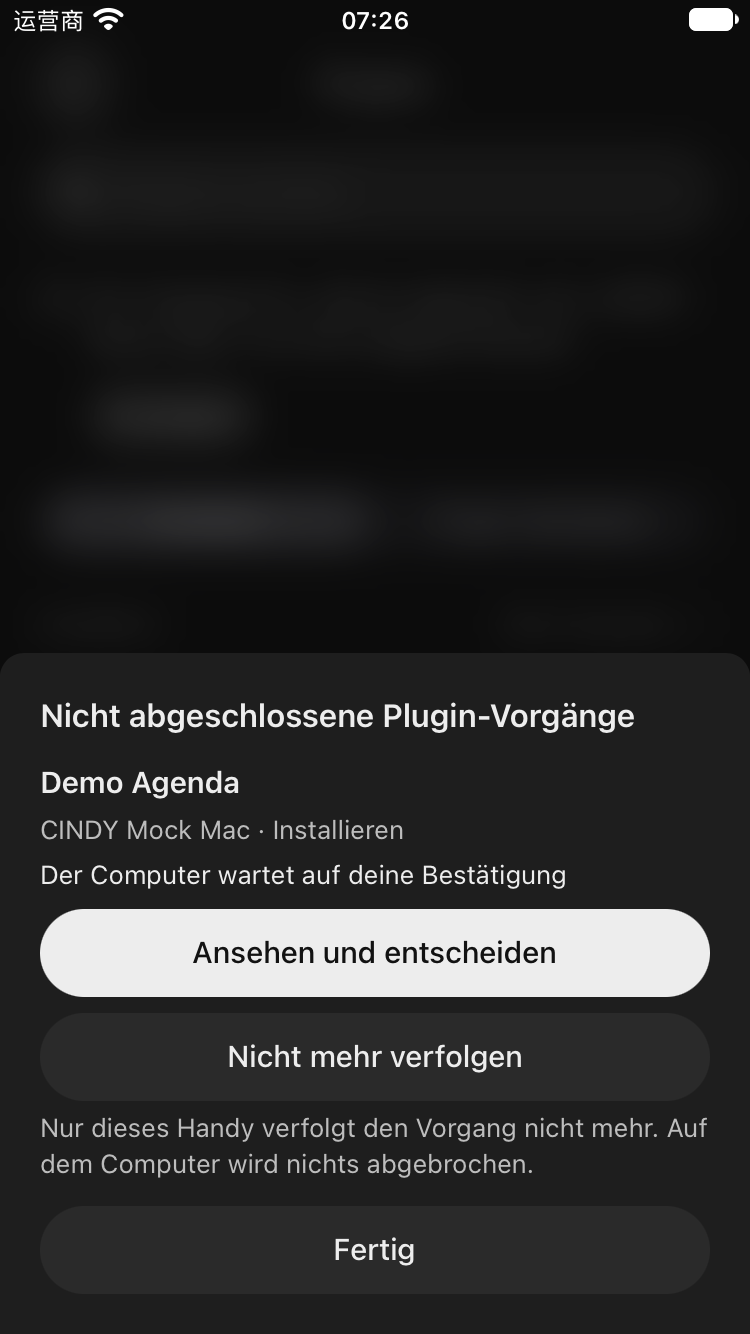 运营商
07:26
Nicht abgeschlossene Plugin-Vorgänge
Demo Agenda
CINDY Mock Mac · Installieren
Der Computer wartet auf deine Bestätigung
Ansehen und entscheiden
Nicht mehr verfolgen
Nur dieses Handy verfolgt den Vorgang nicht mehr. Auf
dem Computer wird nichts abgebrochen.
Fertig